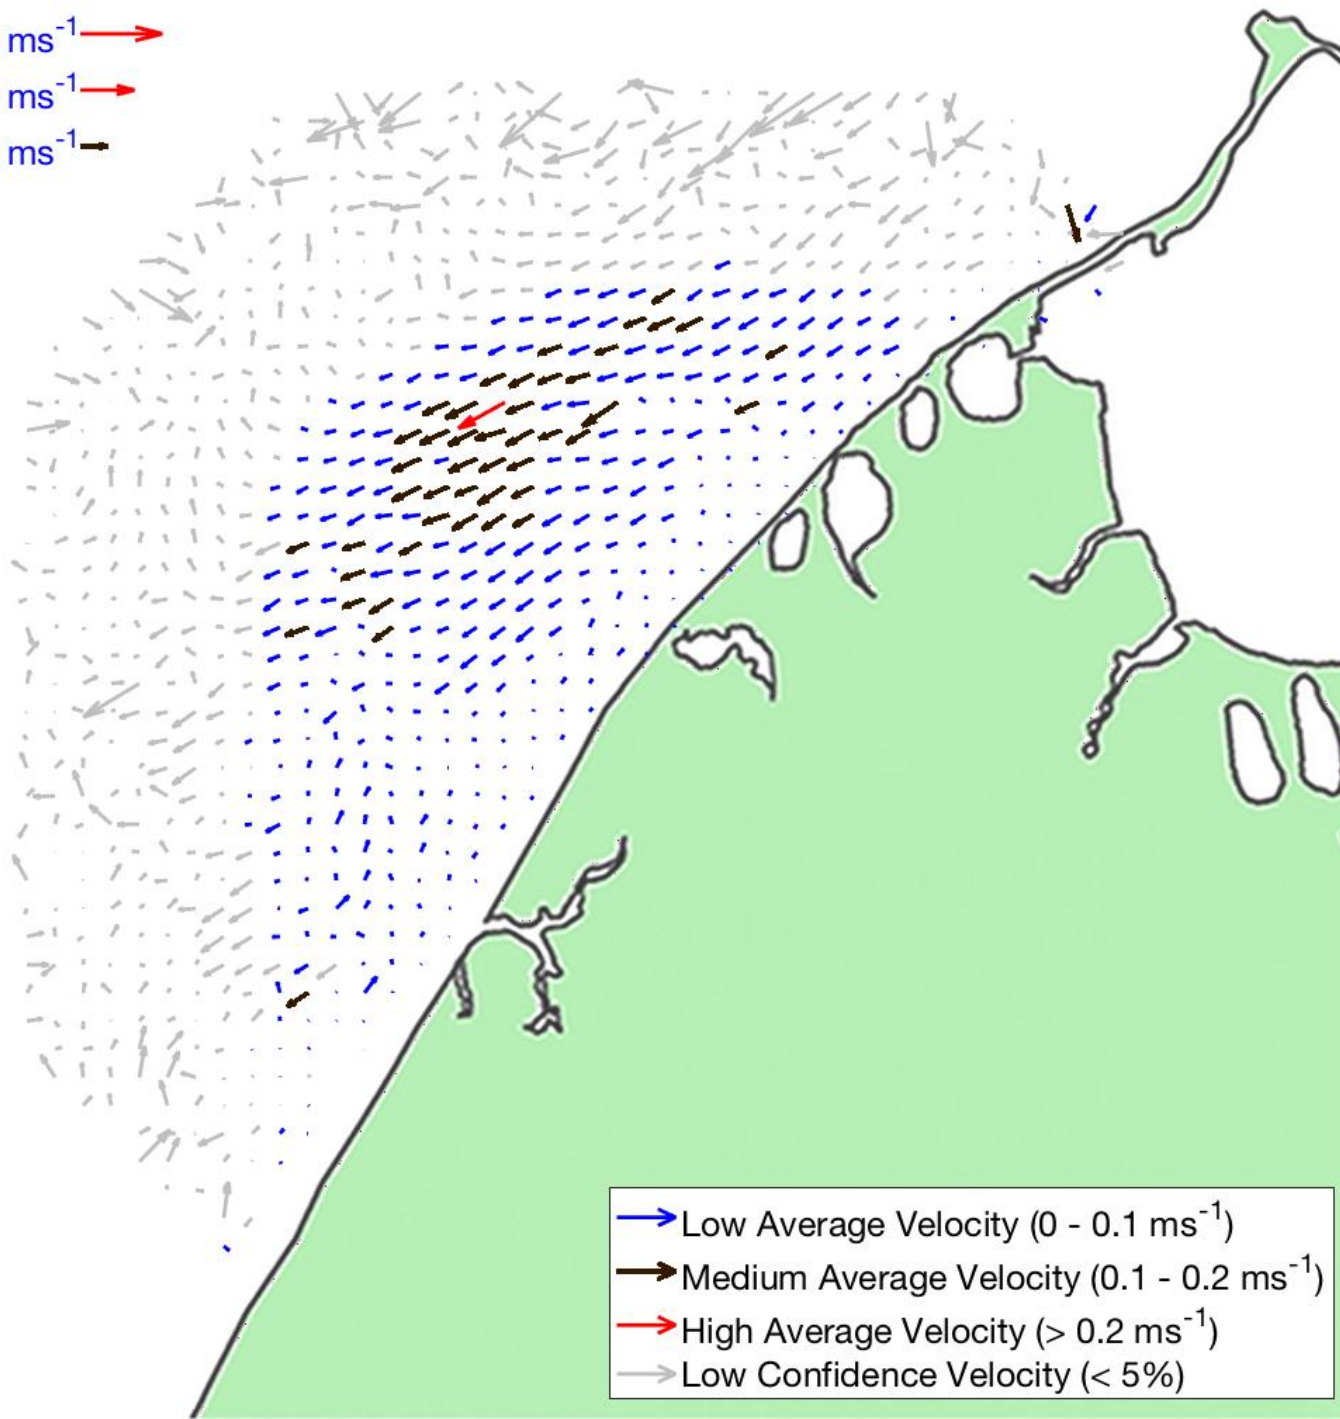 ms⁻¹
ms⁻¹
ms⁻¹
Low Average Velocity (0 - 0.1 ms⁻¹)
Medium Average Velocity (0.1 - 0.2 ms⁻¹)
High Average Velocity (> 0.2 ms⁻¹)
Low Confidence Velocity (< 5%)